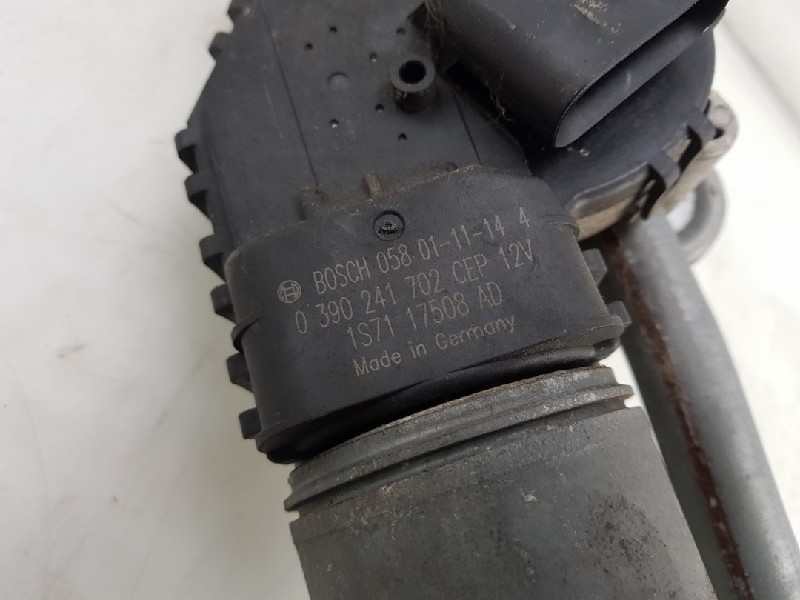 BOSCH 058 01-11-14 4
0 390 241 702 CEP 12V
1S71 17508 AD
Made in Germany